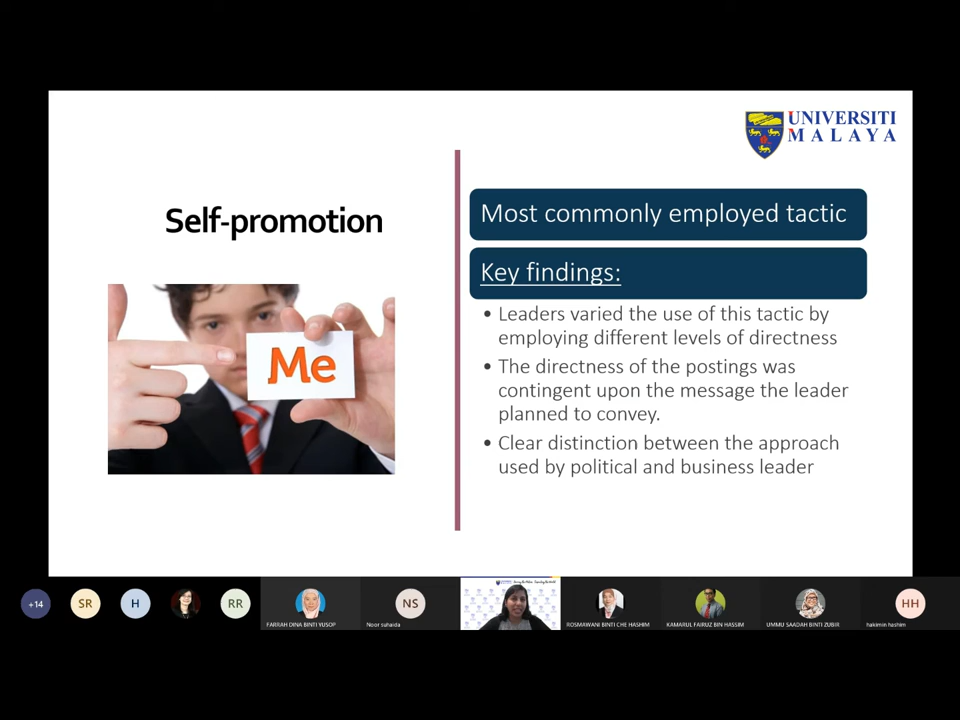 UNIVERSITI
MALAYA
Self-promotion
Me
Most commonly employed tactic
Key findings:
• Leaders varied the use of this tactic by
employing different levels of directness
• The directness of the postings was
contingent upon the message the leader
planned to convey.
• Clear distinction between the approach
used by political and business leader
+14
SR
H
RR
FARRAH DINA BINTI YUSOP
NS
Noor suhaida
ROSMAWANI BINTI CHE HASHIM
KAMARUL FAIRUZ BIN HASSIM
UMMU SAADAH BINTI ZUBIR
HH
hakimin hashim